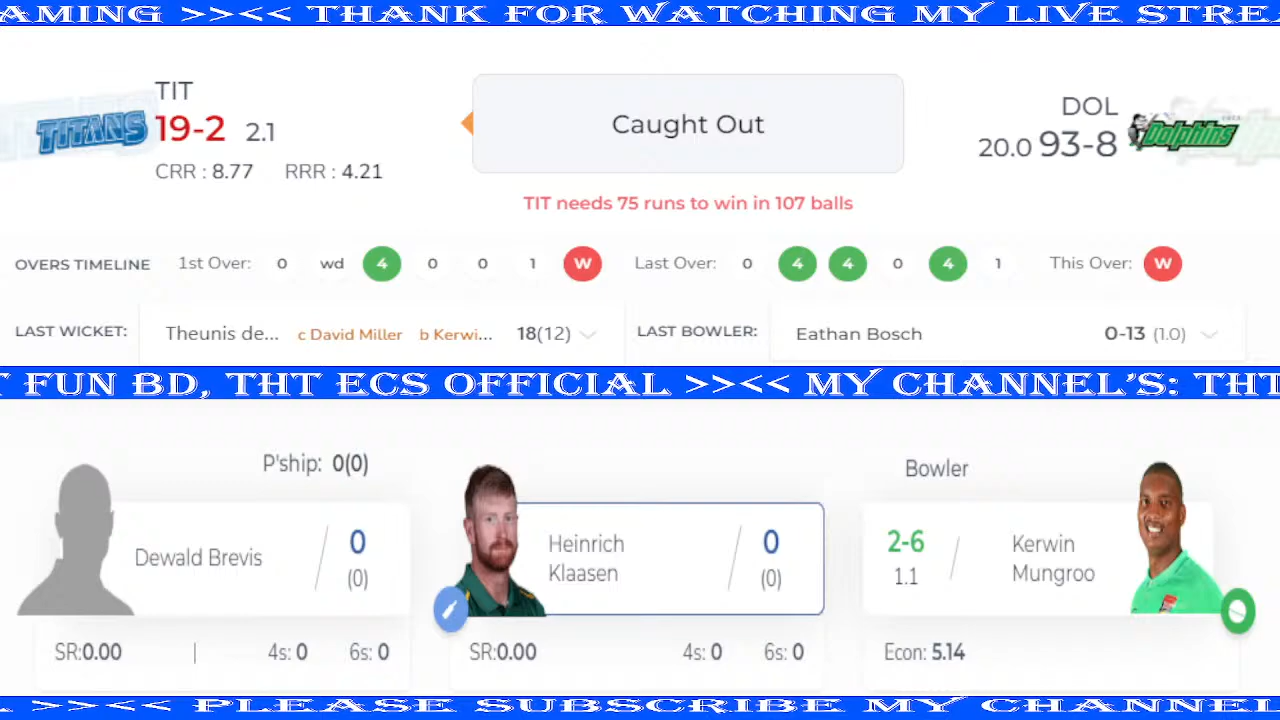 AMING >><< THANK FOR WATCHING MY LIVE STRE
TIT
TITANS
19-2 2.1
CRR : 8.77 RRR : 4.21
Caught Out
TIT needs 75 runs to win in 107 balls
DOL
20.0 93-8
Dolphins
OVERS TIMELINE 1st Over: 0 wd 4 0 0 1 W Last Over: 0 4 4 0 4 1 This Over: W
LAST WICKET: Theunis de... c David Miller b Kerwi... 18(12) LAST BOWLER: Eathan Bosch 0-13 (1.0)
T FUN BD, THT ECS OFFICIAL >><< MY CHANNEL'S: THT
P'ship: 0(0)
Dewald Brevis 0
(0)
SR:0.00 | 4s: 0 6s: 0
Heinrich
Klaasen
0
(0)
SR:0.00 4s: 0 6s: 0
Bowler
2-6
1.1
Kerwin
Mungroo
Econ: 5.14
>><< PLEASE SUBSCRIBE MY CHANNEL